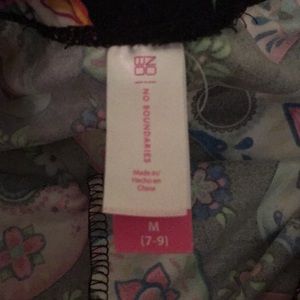 NO BOUNDARIES
Made in/
Hecho en
China
M
(7-9)